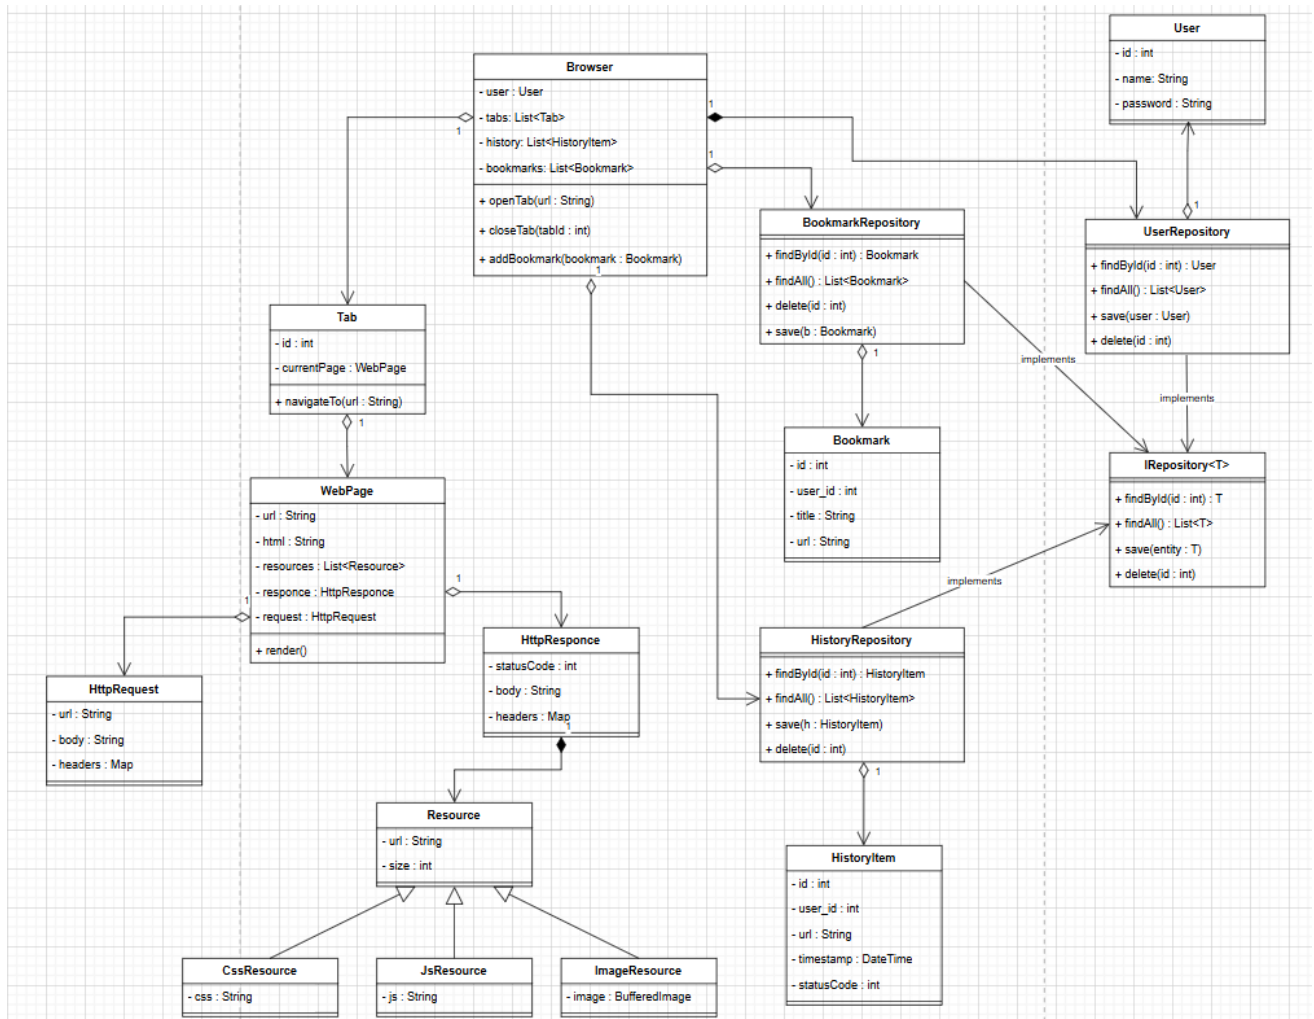 User
- id : int
- name: String
- password : String
Browser
- user : User
- tabs: List<Tab>
- history: List<HistoryItem>
- bookmarks: List<Bookmark>
+ openTab(url : String)
+ closeTab(tabId : int)
+ addBookmark(bookmark : Bookmark)
1
1
1
1
BookmarkRepository
+ findById(id : int) : Bookmark
+ findAll() : List<Bookmark>
+ delete(id : int)
+ save(b : Bookmark)
1
1
UserRepository
+ findById(id : int) : User
+ findAll() : List<User>
+ save(user : User)
+ delete(id : int)
implements
implements
Tab
- id : int
- currentPage : WebPage
+ navigateTo(url : String)
1
Bookmark
- id : int
- user_id : int
- title : String
- url : String
IRepository<T>
+ findById(id : int) : T
+ findAll() : List<T>
+ save(entity : T)
+ delete(id : int)
implements
WebPage
- url : String
- html : String
- resources : List<Resource>
- responce : HttpResponce
- request : HttpRequest
+ render()
1
1
HttpRequest
- url : String
- body : String
- headers : Map
HttpResponce
- statusCode : int
- body : String
- headers : Map
1
HistoryRepository
+ findById(id : int) : HistoryItem
+ findAll() : List<HistoryItem>
+ save(h : HistoryItem)
+ delete(id : int)
1
Resource
- url : String
- size : int
HistoryItem
- id : int
- user_id : int
- url : String
- timestamp : DateTime
- statusCode : int
CssResource
- css : String
JsResource
- js : String
ImageResource
- image : BufferedImage